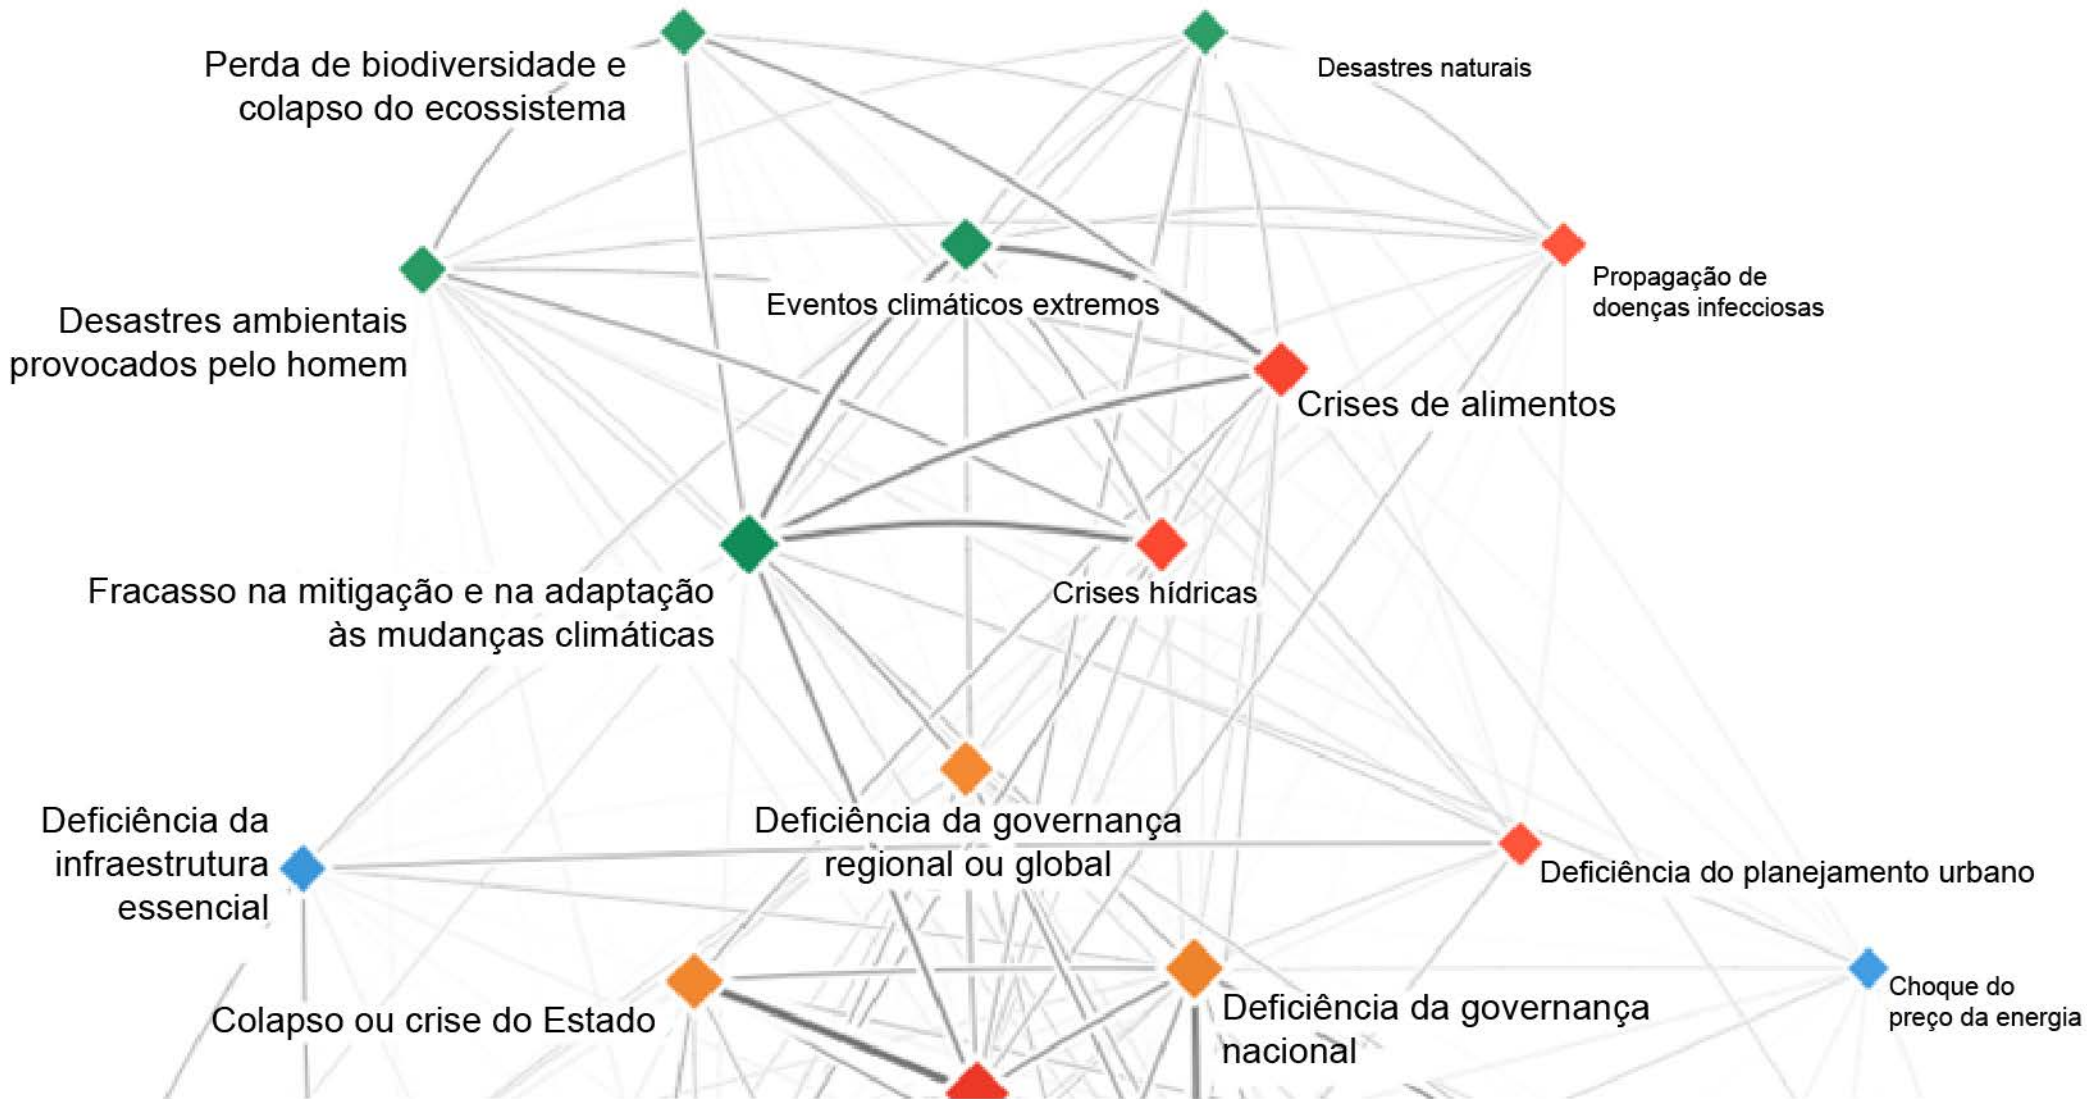 Perda de biodiversidade e
colapso do ecossistema
Desastres naturais
Desastres ambientais
provocados pelo homem
Eventos climáticos extremos
Propagação de
doenças infecciosas
Crises de alimentos
Fracasso na mitigação e na adaptação
às mudanças climáticas
Crises hídricas
Deficiência da
infraestrutura
essencial
Deficiência da governança
regional ou global
Deficiência do planejamento urbano
Colapso ou crise do Estado
Deficiência da governança
nacional
Choque do
preço da energia